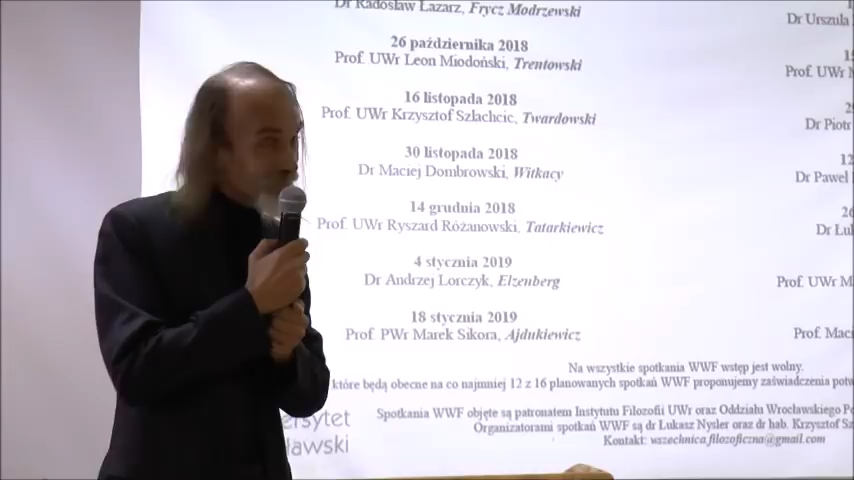 Dr Radosław Łazarz, Frycz Modrzewski
26 października 2018
Prof. UWr Leon Miodoński, Trentowski
16 listopada 2018
Prof. UWr Krzysztof Szlachcic, Twardowski
30 listopada 2018
Dr Maciej Dombrowski, Witkacy
14 grudnia 2018
Prof. UWr Ryszard Różanowski, Tatarkiewicz
4 stycznia 2019
Dr Andrzej Lorczyk, Elzenberg
18 stycznia 2019
Prof. PWr Marek Sikora, Ajdukiewicz
Dr Urszula
Prof. UWr
Dr Piotr
Dr Paweł
Prof. UWr
Prof. Maci
Na wszystkie spotkania WWF wstęp jest wolny.
które będą obecne na co najmniej 12 z 16 planowanych spotkań WWF proponujemy zaświadczenia
Spotkania WWF objęte są patronatem Instytutu Filozofii UWr oraz Oddziału Wrocławskiego
Organizatorami spotkań WWF są dr Lukasz Nysler oraz dr hab. Krzysztof
Kontakt: wszechnica.filozoficzna@gmail.com